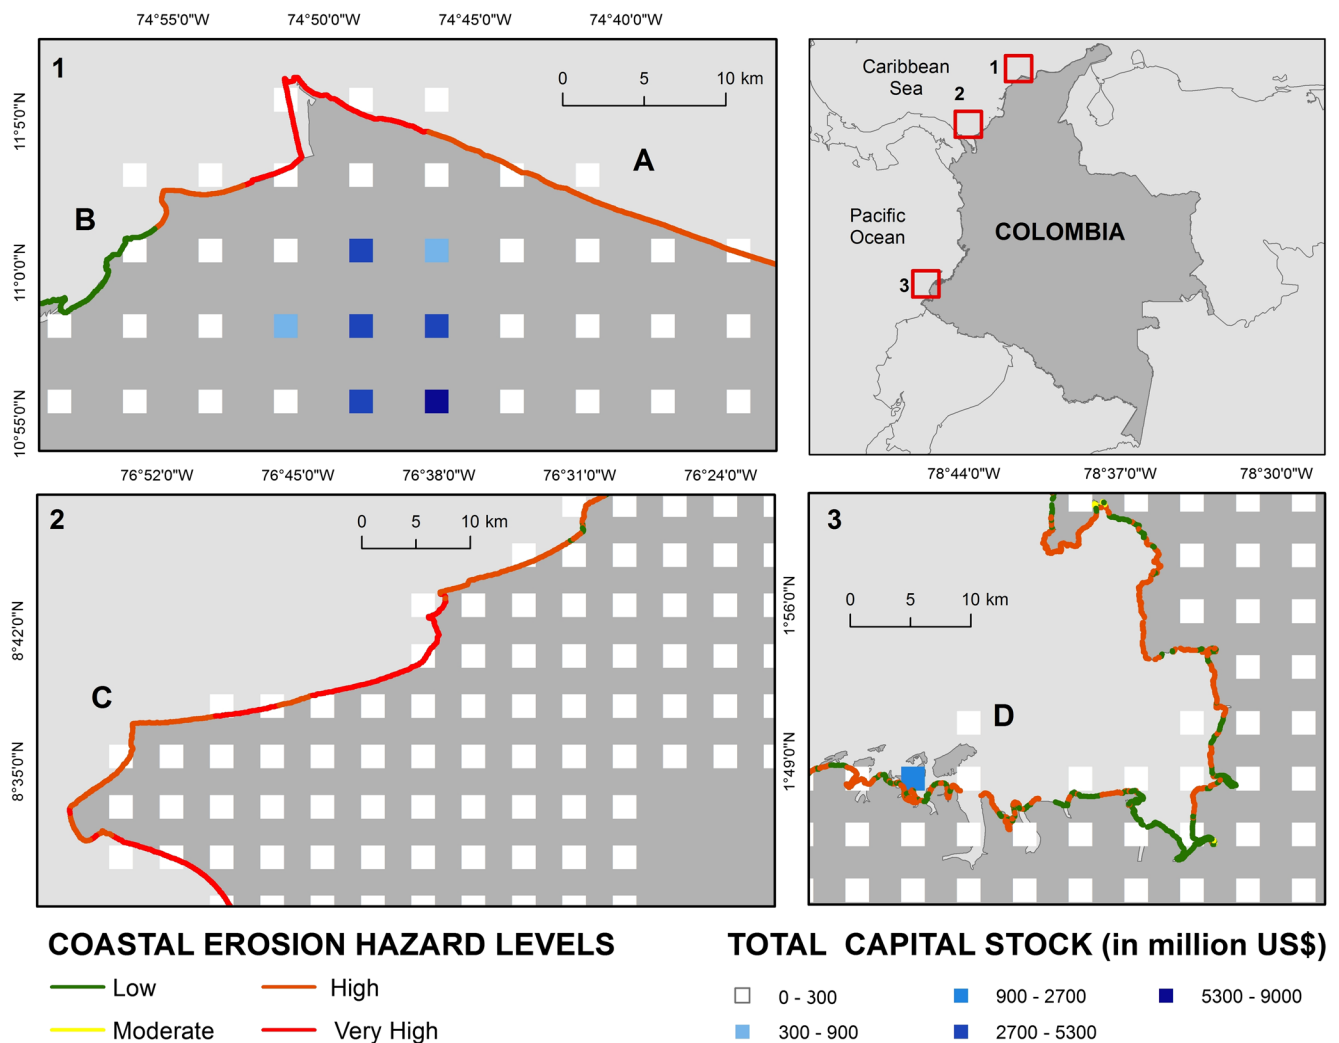 74°55'0"W 74°50'0"W 74°45'0"W 74°40'0"W
1
0 5 10 km
11°5'0"N
A
B
11°0'0"N
10°55'0"N
Caribbean
Sea
1
2
Pacific
Ocean
COLOMBIA
3
76°52'0"W 76°45'0"W 76°38'0"W 76°31'0"W 76°24'0"W
2
0 5 10 km
8°42'0"N
C
8°35'0"N
78°44'0"W 78°37'0"W 78°30'0"W
3
0 5 10 km
1°56'0"N
D
1°49'0"N
COASTAL EROSION HAZARD LEVELS
Low High
Moderate Very High
TOTAL CAPITAL STOCK (in million US$)
0 - 300 900 - 2700 5300 - 9000
300 - 900 2700 - 5300